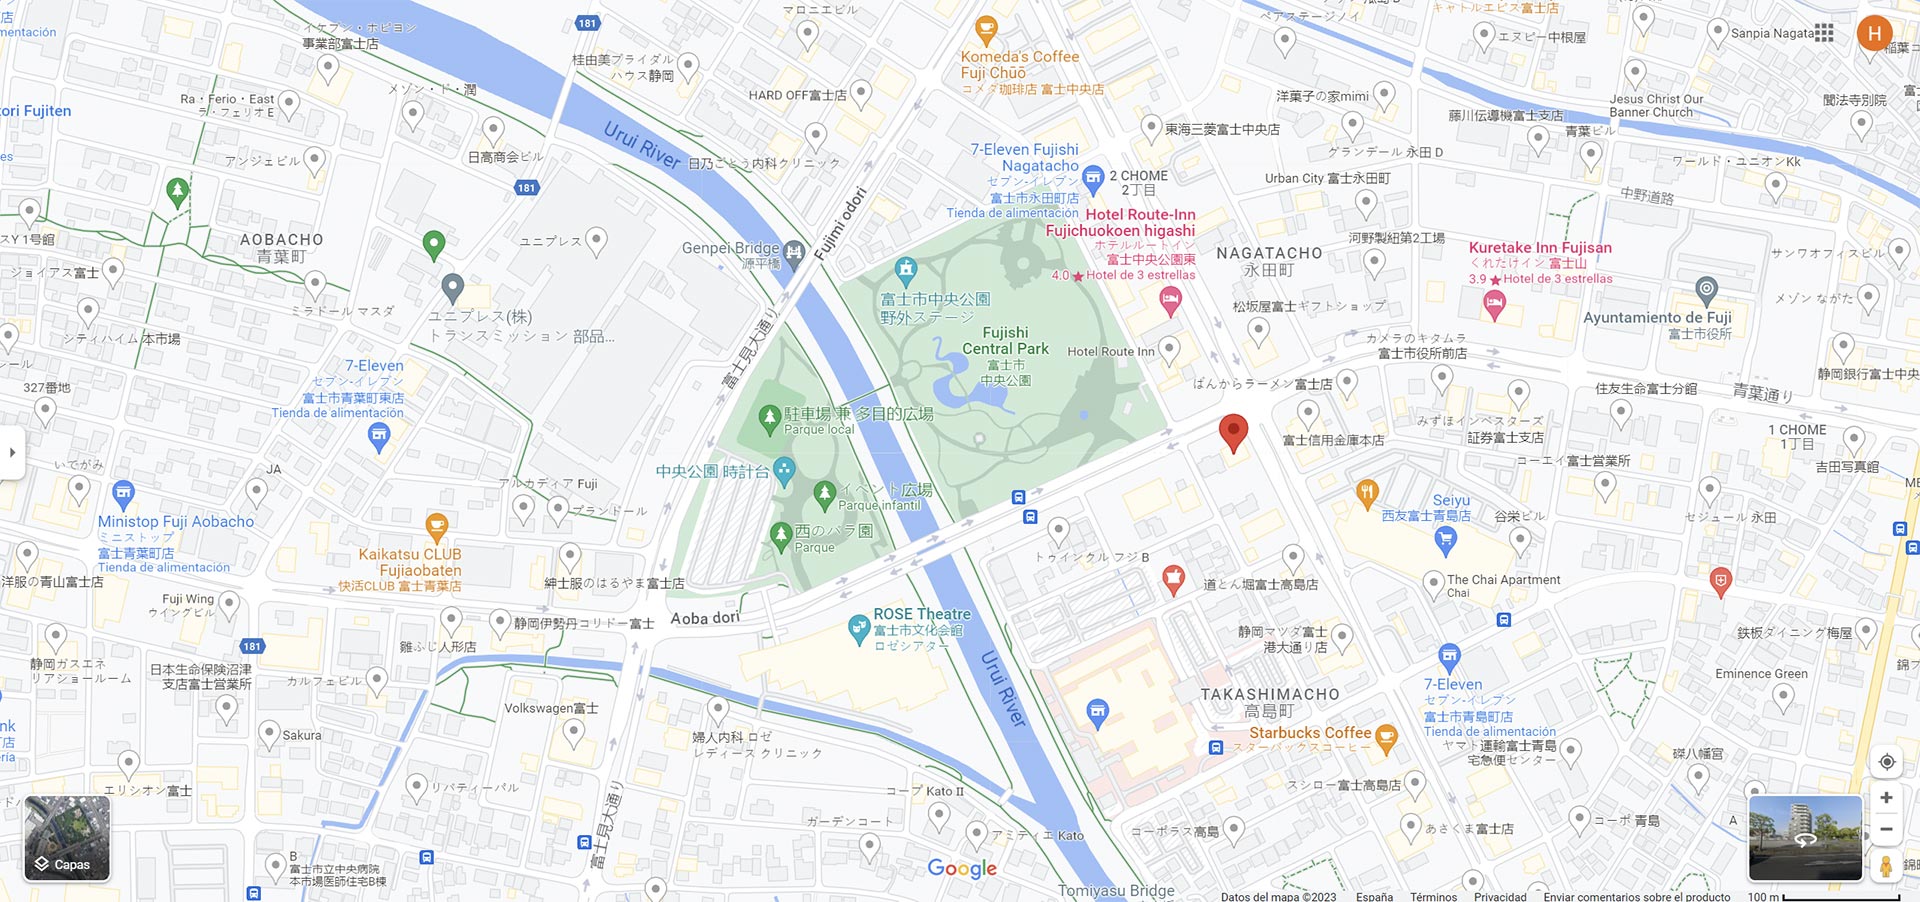 イケブン・ホビヨン
事業部富士店
181
マロニエビル
Komeda's Coffee
Fuji Chūō
コメダ珈琲店 富士中央店
ペアステージノイ
キャトルエピス富士店
エヌピー中根屋
Sanpia Nagata
H
桂由美ブライダル
ハウス静岡
HARD OFF富士店
メゾン・ド・潤
Ra・Ferio・East
ラ・フェリオ E
tori Fujiten
アンジェビル
日高商会ビル
181
Urui River
日乃ごとう内科クリニック
Fujimi odori
7-Eleven Fujishi
Nagatacho
セブン-イレブン
富士市永田町店
Tienda de alimentación
2 CHOME
2丁目
東海三菱富士中央店
洋菓子の家mimi
グランデール 永田 D
藤川伝導機富士支店
Jesus Christ Our
Banner Church
青葉ビル
聞法寺別院
ワールド・ユニオンKk
Urban City 富士永田町
中野道路
スY 1号館
AOBACHO
青葉町
ユニプレス
Genpei Bridge
源平橋
Hotel Route-Inn
Fujichuokoen higashi
ホテルルートイン
富士中央公園東
4.0 ★ Hotel de 3 estrellas
NAGATACHO
永田町
河野製紐第2工場
Kuretake Inn Fujisan
くれたけイン 富士山
3.9 ★ Hotel de 3 estrellas
サンワオフィスサ
ジョイアス富士
ミラドール マスダ
ユニプレス(株)
トランスミッション 部品...
富士市中央公園
野外ステージ
Fujishi
Central Park
富士市
中央公園
Hotel Route Inn
松坂屋富士ギフトショップ
Ayuntamiento de Fuji
富士市役所
メゾン ながた
シティハイム 本市場
富士見大通り
カメラのキタムラ
富士市役所前店
7-Eleven
セブン-イレブン
富士市青葉町東店
Tienda de alimentación
327番地
ばんからラーメン富士店
住友生命富士分館
青葉通り
静岡銀行富士中央
駐車場 兼 多目的広場
Parque local
富士信用金庫本店
みずほインベスターズ
証券富士支店
1 CHOME
1丁目
コーエイ富士営業所
吉田写真館
いでがみ
JA
中央公園 時計台
アルカディア Fuji
イベント広場
Parque infantil
ブランドール
Ministop Fuji Aobacho
ミニストップ
富士青葉町店
Tienda de alimentación
西のバラ園
Parque
Seiyu
西友富士青島店
谷栄ビル
セジュール 永田
Kaikatsu CLUB
Fujiaobaten
快活CLUB 富士青葉店
洋服の青山富士店
紳士服のはるやま富士店
トゥインクル フジ B
道とん堀富士高島店
The Chai Apartment
Chai
Fuji Wing
ウイングビル
Aoba dori
ROSE Theatre
富士市文化会館
ロゼシアター
静岡伊勢丹コリドー富士
雛ふじ人形店
181
静岡マツダ富士
港大通り店
鉄板ダイニング梅屋
静岡ガスエネ
リアショールーム
日本生命保険沼津
支店富士営業所
カルフェビル
Urui River
TAKASHIMACHO
高島町
7-Eleven
セブン-イレブン
富士市青島町店
Tienda de alimentación
Eminence Green
Volkswagen富士
Sakura
婦人内科 ロゼ
レディース クリニック
Starbucks Coffee
スターバックスコーヒー
ヤマト運輸富士青島
宅急便センター
磔八幡宮
エリシオン富士
リバティーパル
コープ Kato II
スシロー富士高島店
富士見大通り
ガーデンコート
アミティエ Kato
コーポラス高島
あさくま富士店
コーポ 青島
A
Capas
B
富士市立中央病院
本市場医師住宅B棟
Google
Tomiyasu Bridge
Datos del mapa ©2023
España
Términos
Privacidad
Enviar comentarios sobre el producto
100 m